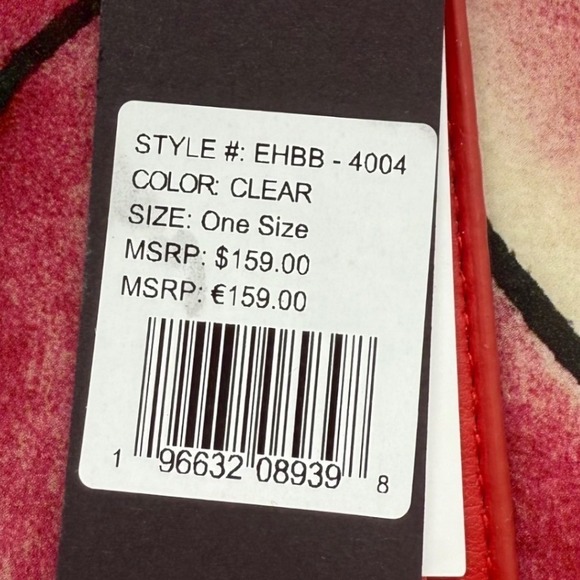 STYLE #: EHBB - 4004
COLOR: CLEAR
SIZE: One Size
MSRP: $159.00
MSRP: €159.00
1 96632 08939 8